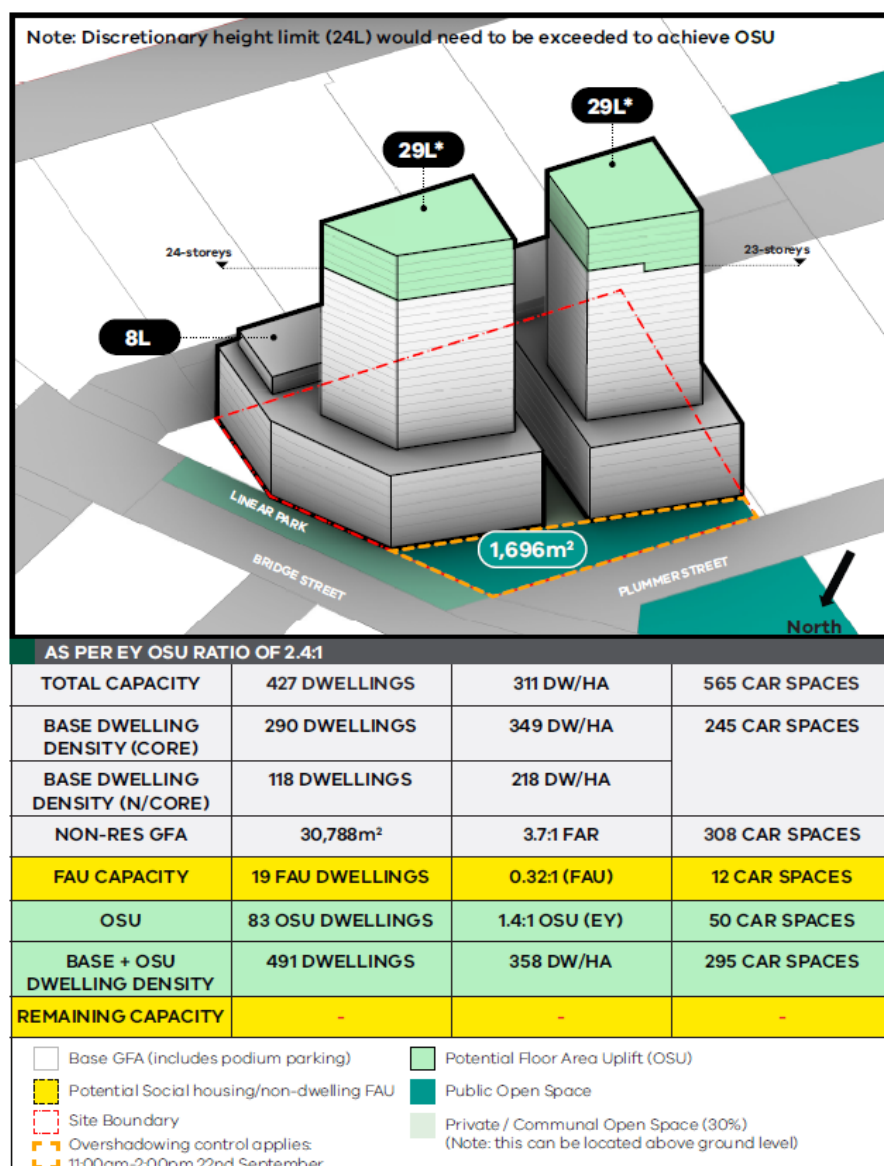 Note: Discretionary height limit (24L) would need to be exceeded to achieve OSU
29L*
29L*
24-storeys
23-storeys
8L
LINEAR PARK
1,696m²
BRIDGE STREET
PLUMMER STREET
North
AS PER EY OSU RATIO OF 2.4:1
TOTAL CAPACITY 427 DWELLINGS 311 DW/HA 565 CAR SPACES
BASE DWELLING DENSITY (CORE) 290 DWELLINGS 349 DW/HA 245 CAR SPACES
BASE DWELLING DENSITY (N/CORE) 118 DWELLINGS 218 DW/HA
NON-RES GFA 30,788m² 3.7:1 FAR 308 CAR SPACES
FAU CAPACITY 19 FAU DWELLINGS 0.32:1 (FAU) 12 CAR SPACES
OSU 83 OSU DWELLINGS 1.4:1 OSU (EY) 50 CAR SPACES
BASE + OSU DWELLING DENSITY 491 DWELLINGS 358 DW/HA 295 CAR SPACES
REMAINING CAPACITY - - -
Base GFA (includes podium parking)
Potential Social housing/non-dwelling FAU
Site Boundary
Overshadowing control applies:
11:00am-2:00pm 22nd September
Potential Floor Area Uplift (OSU)
Public Open Space
Private / Communal Open Space (30%)
(Note: this can be located above ground level)